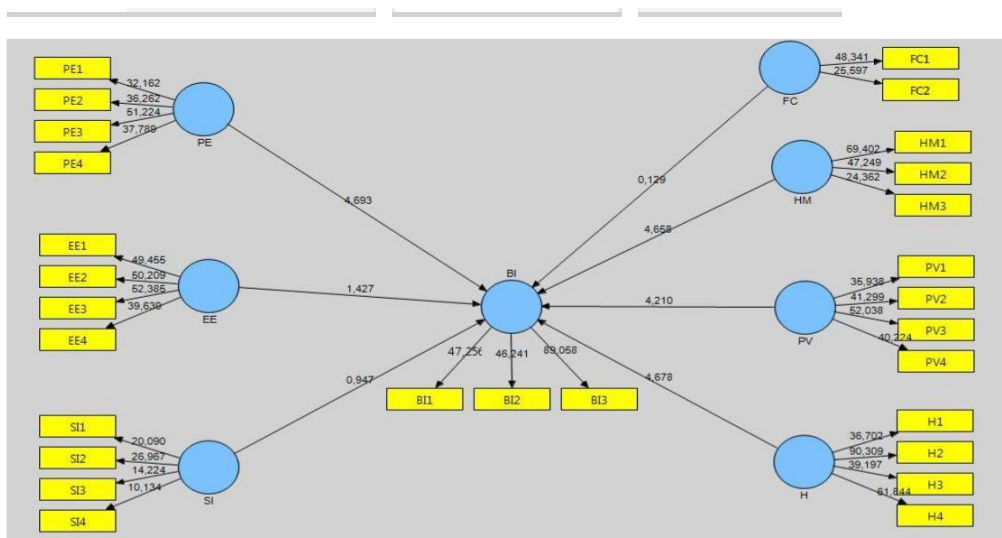 PE1
PE2
PE3
PE4
32,162
36,262
51,224
37,789
PE
4,693
EE1
EE2
EE3
EE4
49,455
50,209
52,385
39,639
EE
1,427
SI1
SI2
SI3
SI4
20,090
26,967
14,224
10,134
SI
0,947
BI
47,256
46,241
89,058
BI1
BI2
BI3
FC
48,341
25,597
FC1
FC2
0,129
HM
69,402
47,249
24,362
HM1
HM2
HM3
4,658
PV
35,938
41,299
52,038
40,224
PV1
PV2
PV3
PV4
4,210
H
36,702
90,309
39,197
61,844
H1
H2
H3
H4
4,678